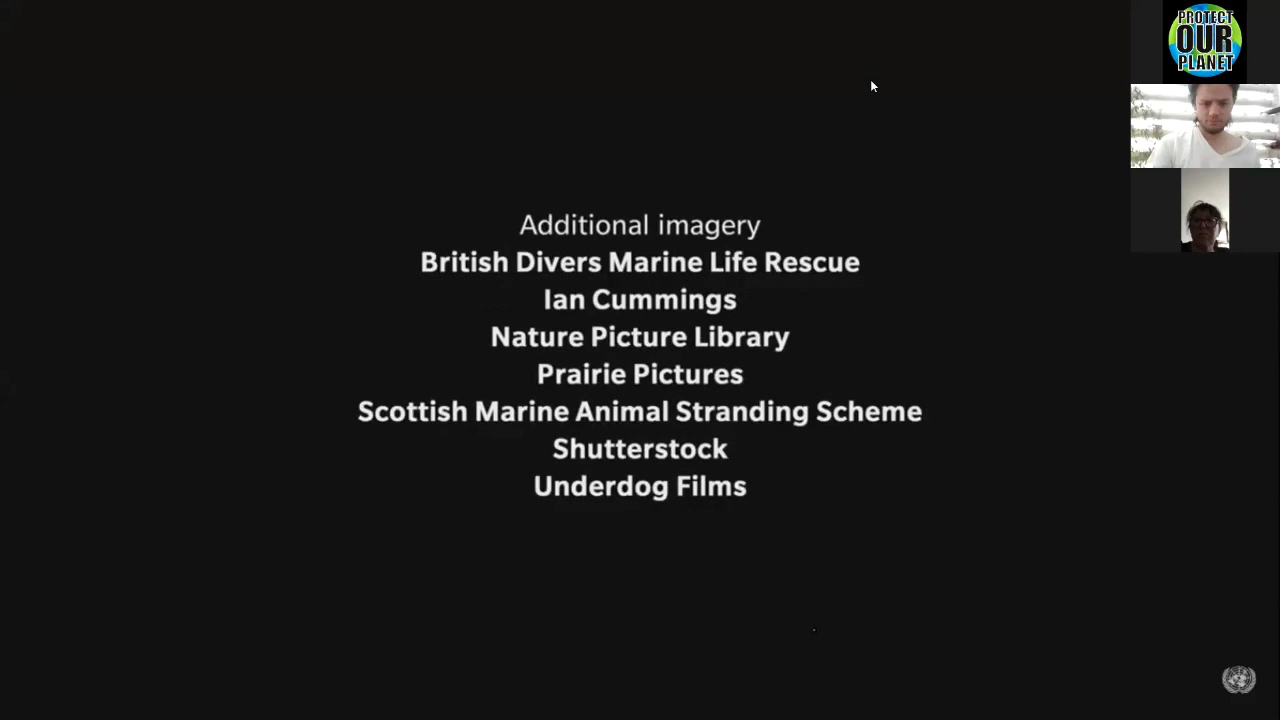 PROTECT
OUR
PLANET
Additional imagery
British Divers Marine Life Rescue
Ian Cummings
Nature Picture Library
Prairie Pictures
Scottish Marine Animal Stranding Scheme
Shutterstock
Underdog Films